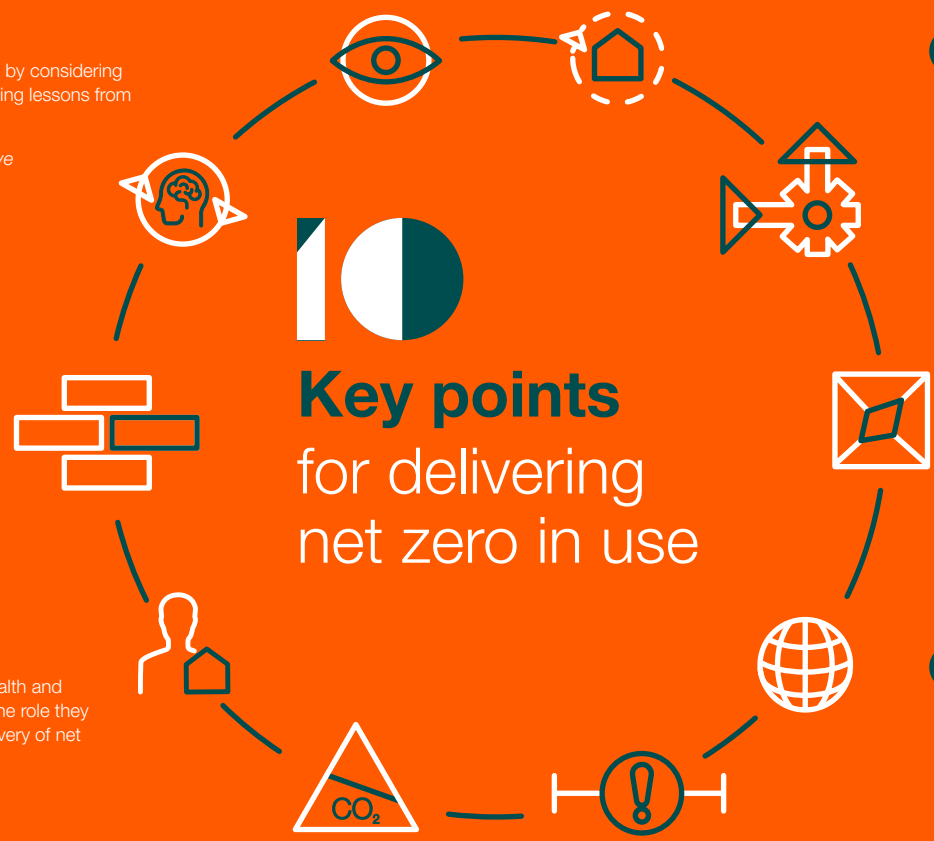 by considering
ing lessons from
ve
10
Key points
for delivering
net zero in use
alth and
he role they
very of net
CO₂